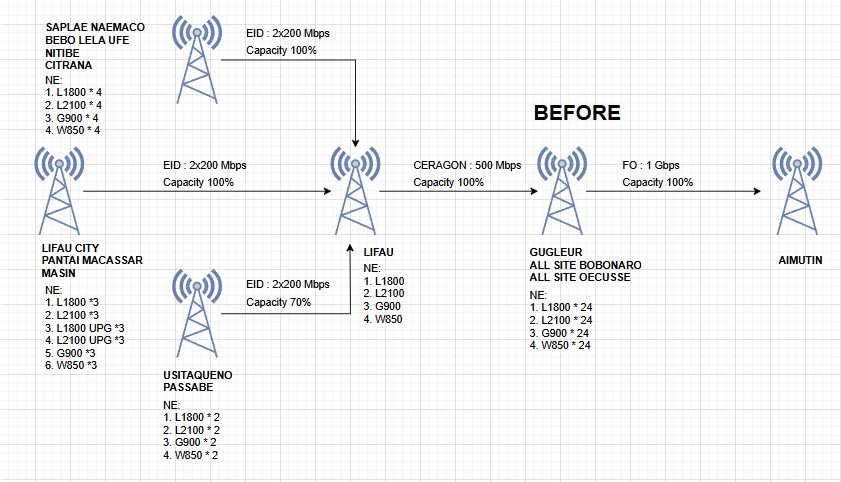 SAPLAE NAEMACO
BEBO LELA UFE
NITIBE
CITRANA
NE:
1. L1800 * 4
2. L2100 * 4
3. G900 * 4
4. W850 * 4
EID : 2x200 Mbps
Capacity 100%
BEFORE
EID : 2x200 Mbps
Capacity 100%
CERAGON : 500 Mbps
Capacity 100%
FO : 1 Gbps
Capacity 100%
LIFAU CITY
PANTAI MACASSAR
MASIN
NE:
1. L1800 *3
2. L2100 *3
3. L1800 UPG *3
4. L2100 UPG *3
5. G900 *3
6. W850 *3
EID : 2x200 Mbps
Capacity 70%
USITAQUENO
PASSABE
NE:
1. L1800 * 2
2. L2100 * 2
3. G900 * 2
4. W850 * 2
LIFAU
NE:
1. L1800
2. L2100
3. G900
4. W850
GUGLEUR
ALL SITE BOBONARO
ALL SITE OECUSSE
NE:
1. L1800 * 24
2. L2100 * 24
3. G900 * 24
4. W850 * 24
AIMUTIN